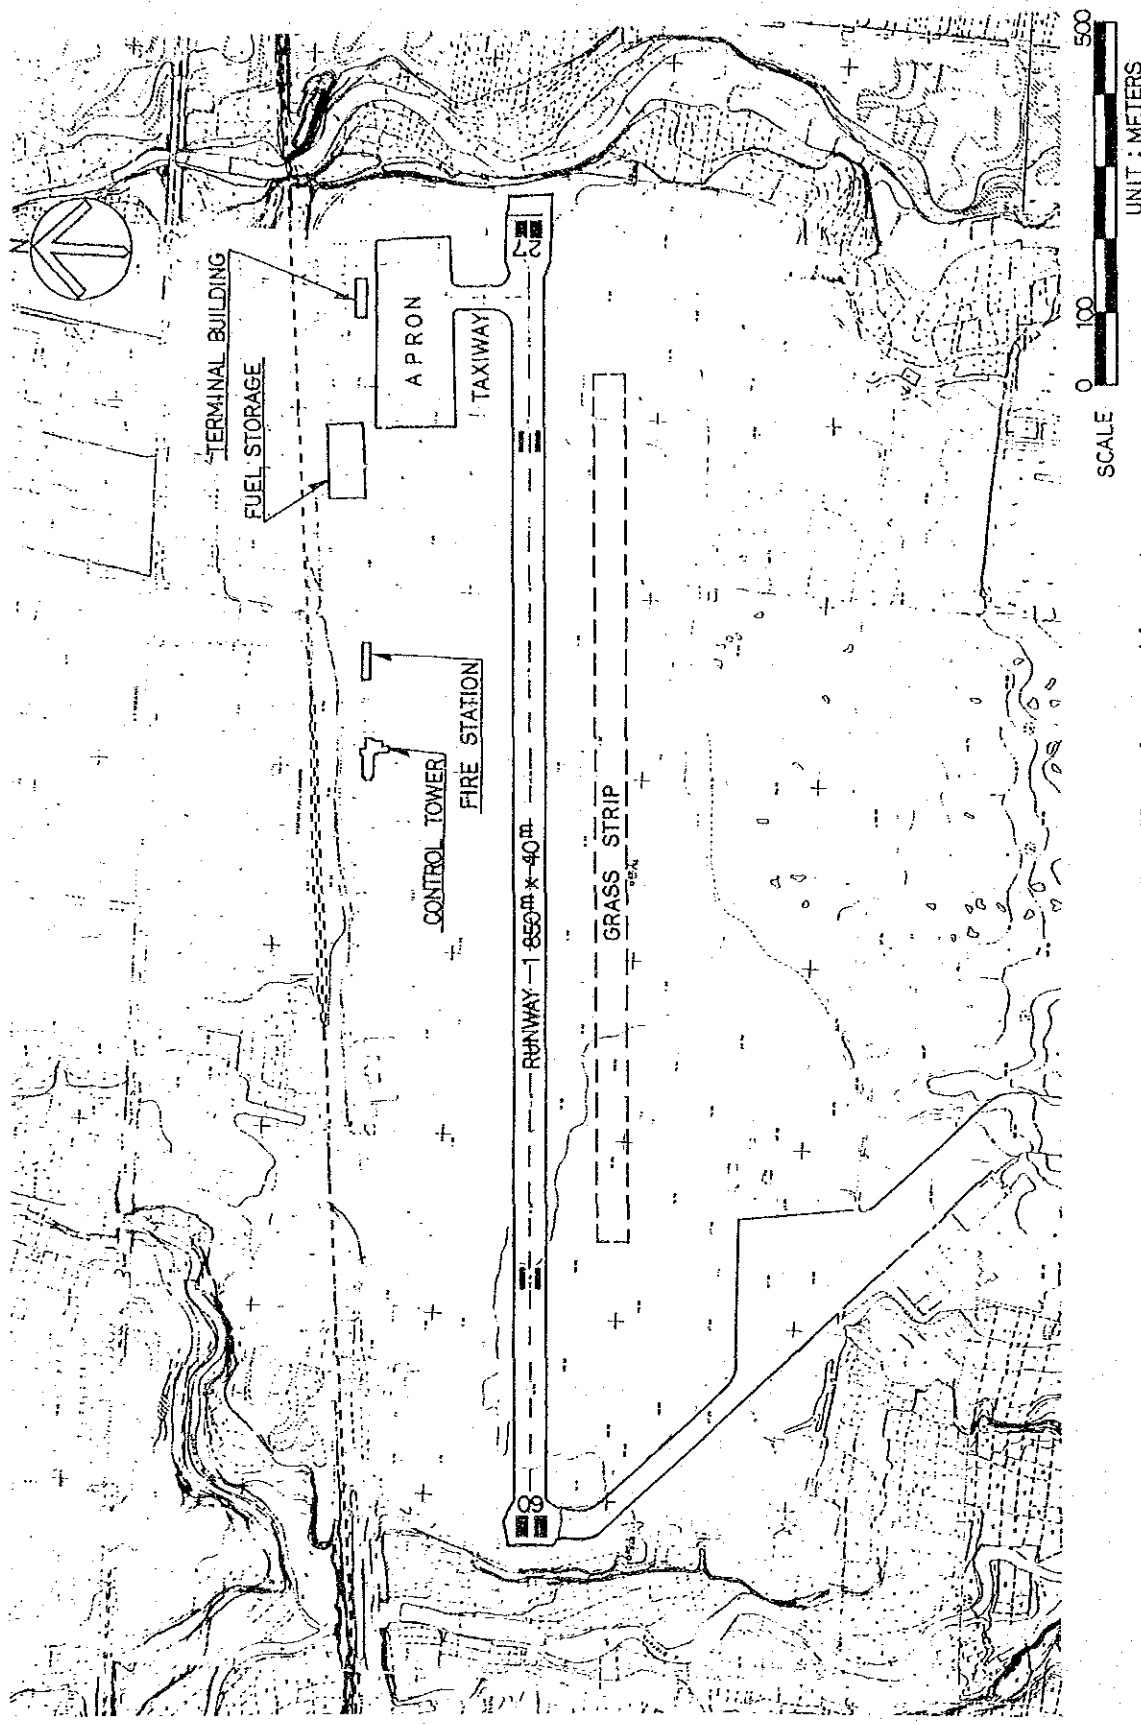 N
TERMINAL BUILDING
FUEL STORAGE
APRON
TAXIWAY
27
FIRE STATION
CONTROL TOWER
RUNWAY 1 850m x 40m
GRASS STRIP
09
SCALE
0 100 500
UNIT : METERS